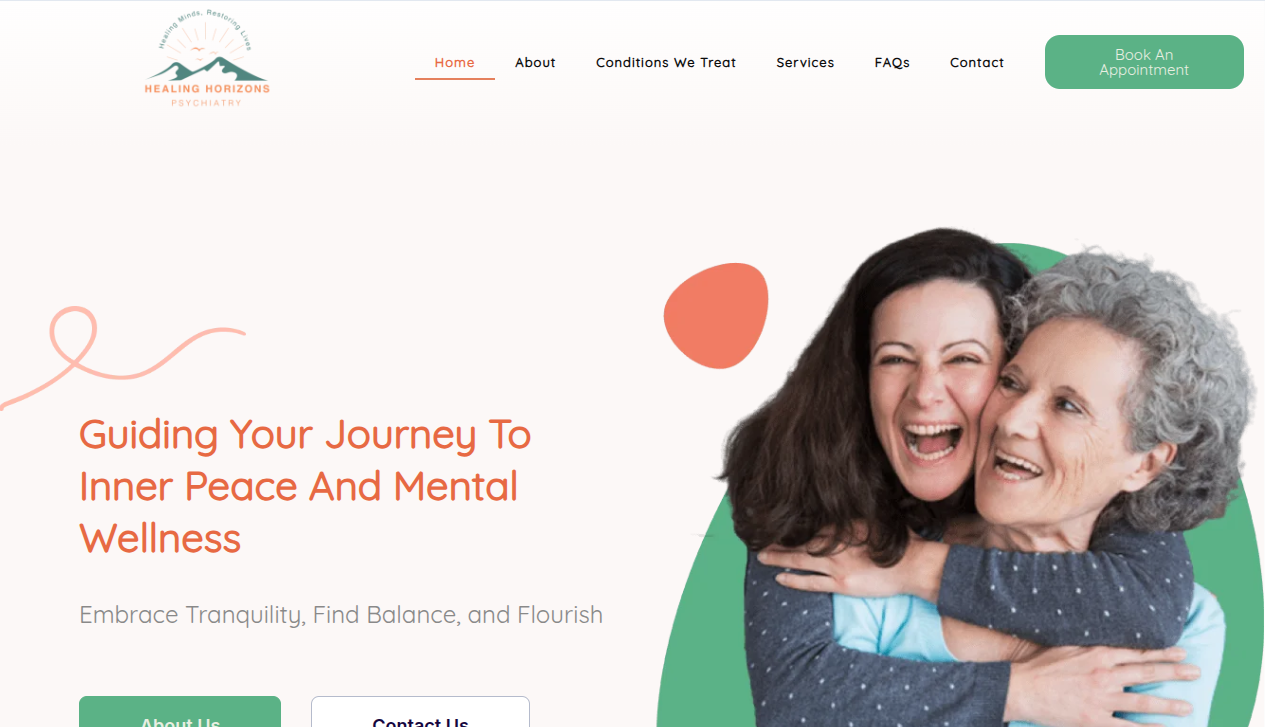 Healing Minds, Restoring Lives
HEALING HORIZONS
PSYCHIATRY
Home
About
Conditions We Treat
Services
FAQs
Contact
Book An
Appointment
Guiding Your Journey To
Inner Peace And Mental
Wellness
Embrace Tranquility, Find Balance, and Flourish
About Us
Contact Us